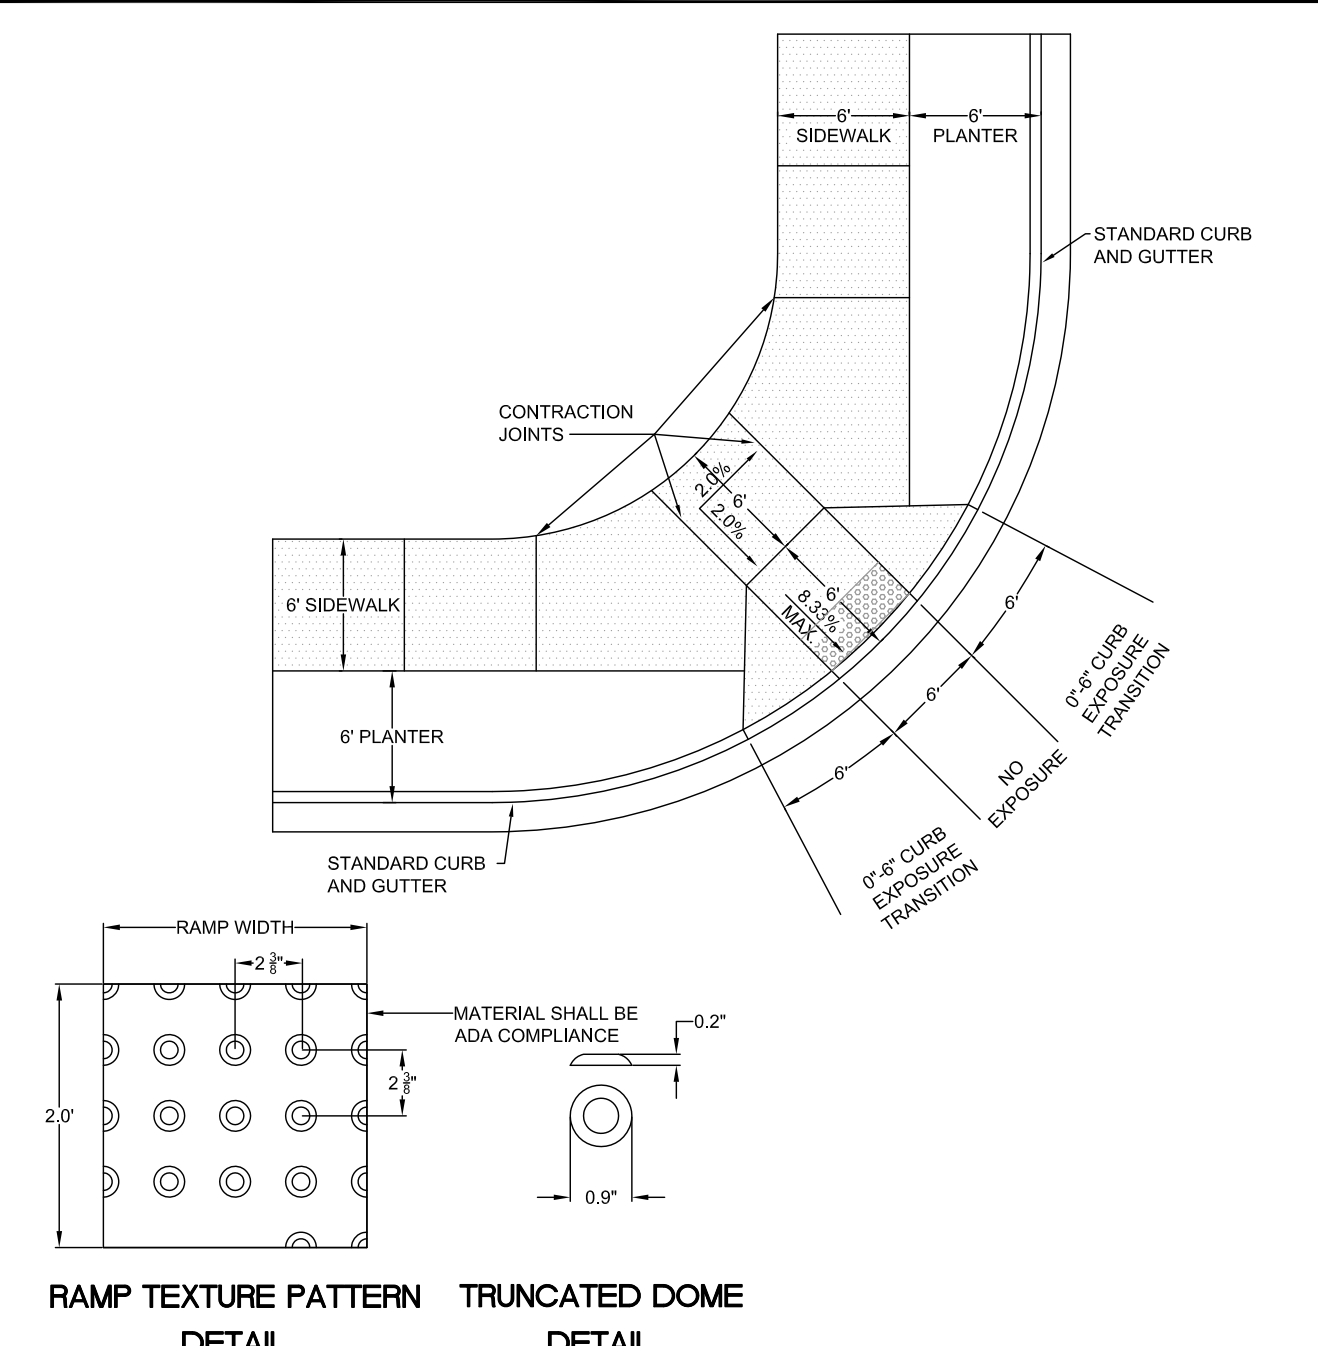 6' 6'
SIDEWALK PLANTER
STANDARD CURB
AND GUTTER
CONTRACTION
JOINTS
2.0%
6'
2.0%
6' SIDEWALK
6'
8.33%
MAX.
6'
0"-6" CURB
EXPOSURE
TRANSITION
6'
6' PLANTER
6'
NO
EXPOSURE
0"-6" CURB
EXPOSURE
TRANSITION
STANDARD CURB
AND GUTTER
RAMP WIDTH
2 3/8"
MATERIAL SHALL BE
ADA COMPLIANCE
0.2"
2 3/8"
2.0'
0.9"
RAMP TEXTURE PATTERN
DETAIL
TRUNCATED DOME
DETAIL